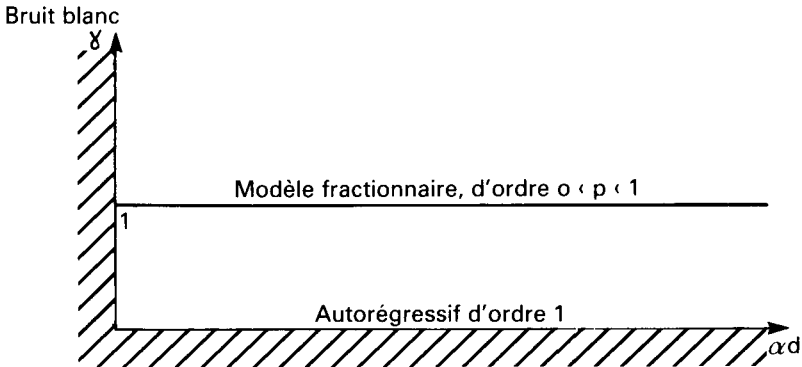 Bruit blanc
γ
Modèle fractionnaire, d'ordre o ‹ p ‹ 1
1
Autorégressif d'ordre 1
αd